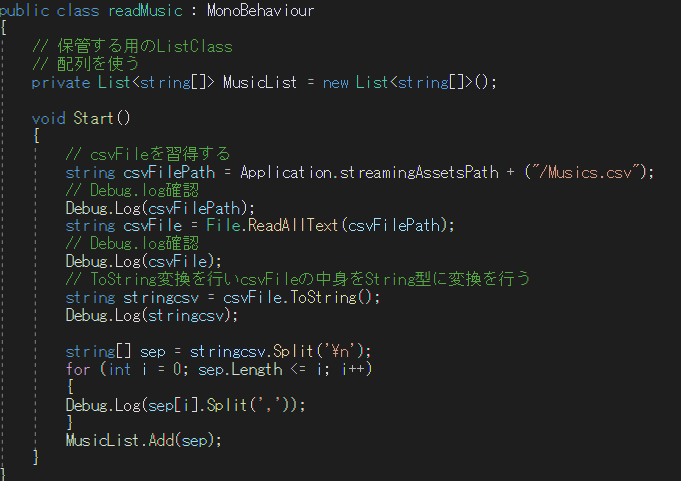 public class readMusic : MonoBehaviour
{
// 保管する用のListClass
// 配列を使う
private List<string[]> MusicList = new List<string[]>();
void Start()
{
// csvFileを習得する
string csvFilePath = Application.streamingAssetsPath + ("/Musics.csv");
// Debug.log確認
Debug.Log(csvFilePath);
string csvFile = File.ReadAllText(csvFilePath);
// Debug.log確認
Debug.Log(csvFile);
// ToString変換を行いcsvFileの中身をString型に変換を行う
string stringcsv = csvFile.ToString();
Debug.Log(stringcsv);
string[] sep = stringcsv.Split('¥n');
for (int i = 0; sep.Length <= i; i++)
{
Debug.Log(sep[i].Split(','));
}
MusicList.Add(sep);
}
}